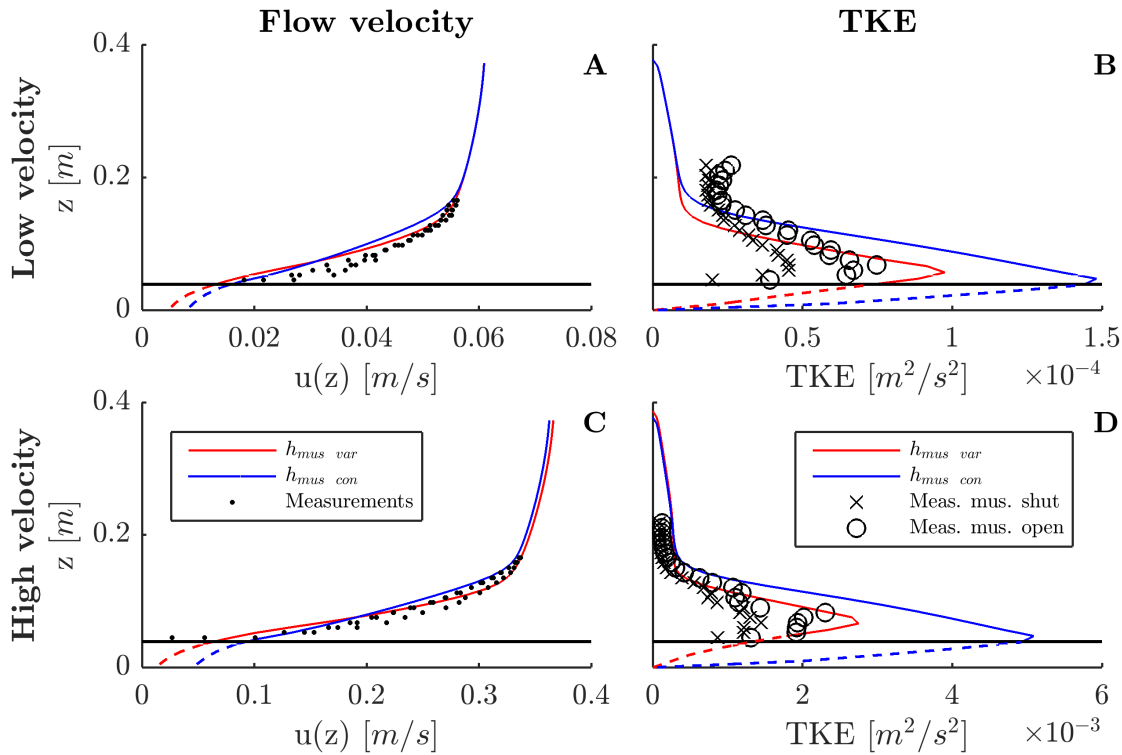 Flow velocity
TKE
Low velocity
z [m]
0.4
0.2
0
A
B
0
0.02
0.04
0.06
0.08
u(z) [m/s]
0
0.5
1
1.5
TKE [m²/s²]
×10⁻⁴
High velocity
z [m]
0.4
0.2
0
C
h_mus var
h_mus con
Measurements
D
h_mus var
h_mus con
Meas. mus. shut
Meas. mus. open
0
0.1
0.2
0.3
0.4
u(z) [m/s]
0
2
4
6
TKE [m²/s²]
×10⁻³